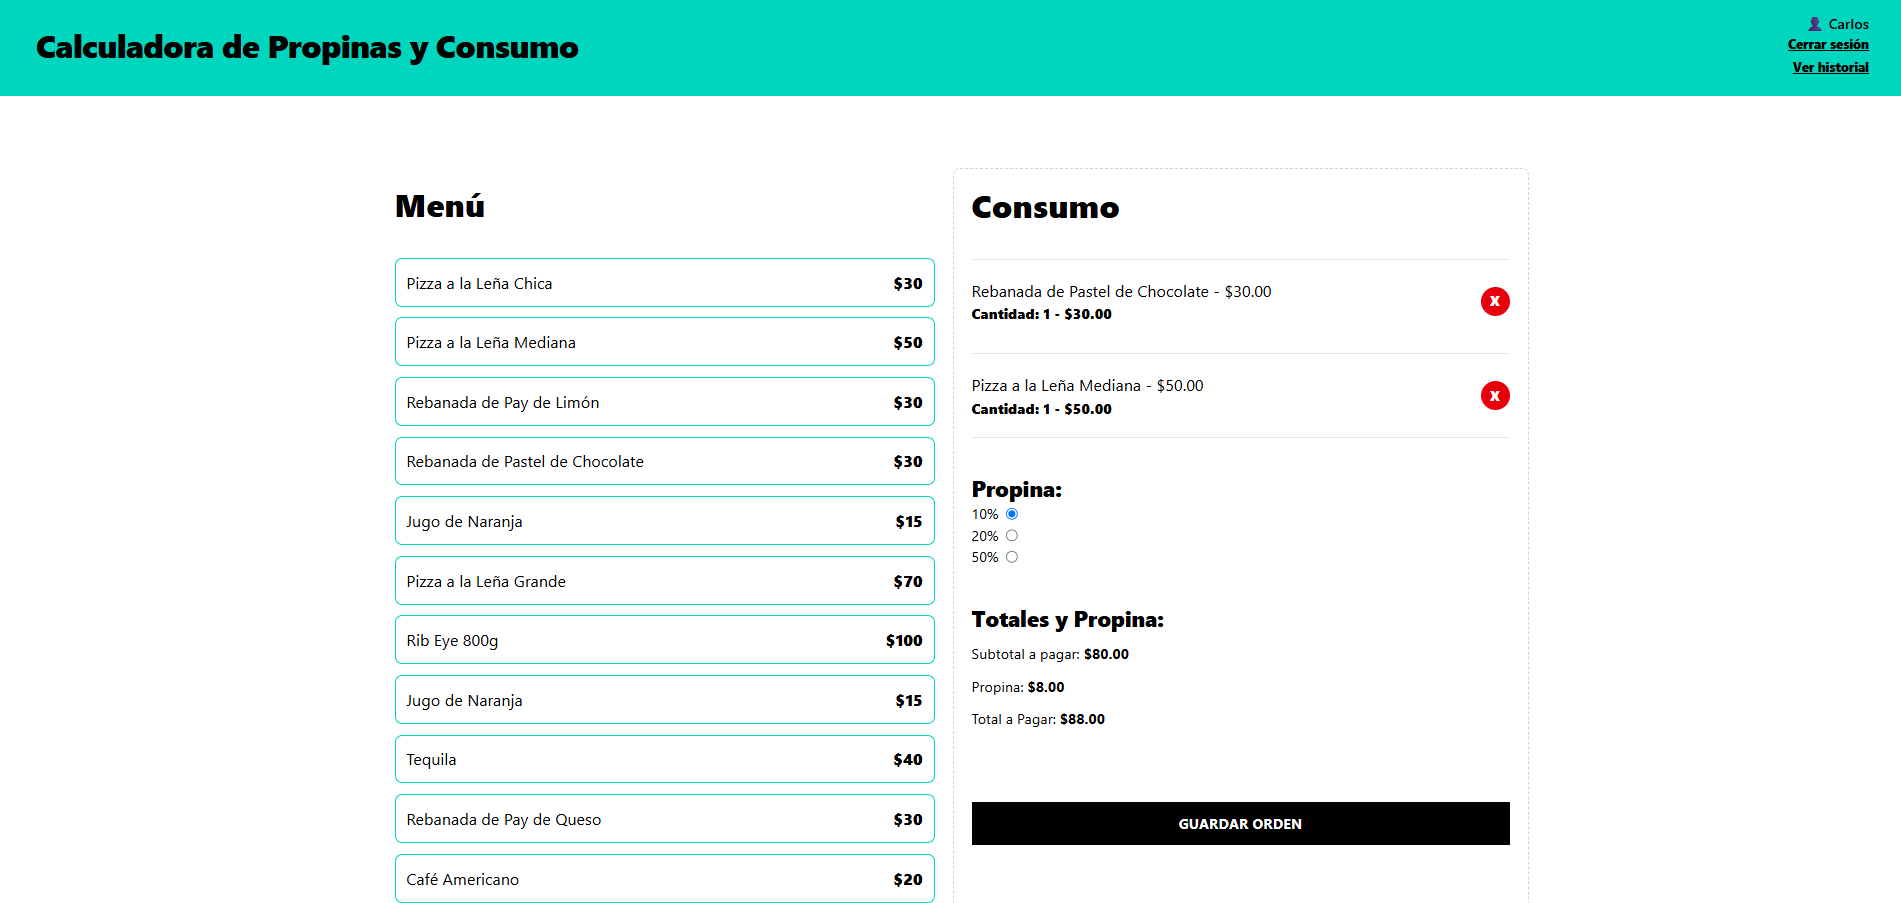 Calculadora de Propinas y Consumo
Carlos
Cerrar sesión
Ver historial
Menú
Pizza a la Leña Chica $30
Pizza a la Leña Mediana $50
Rebanada de Pay de Limón $30
Rebanada de Pastel de Chocolate $30
Jugo de Naranja $15
Pizza a la Leña Grande $70
Rib Eye 800g $100
Jugo de Naranja $15
Tequila $40
Rebanada de Pay de Queso $30
Café Americano $20
Consumo
Rebanada de Pastel de Chocolate - $30.00
Cantidad: 1 - $30.00
X
Pizza a la Leña Mediana - $50.00
Cantidad: 1 - $50.00
X
Propina:
10%
20%
50%
Totales y Propina:
Subtotal a pagar: $80.00
Propina: $8.00
Total a Pagar: $88.00
GUARDAR ORDEN